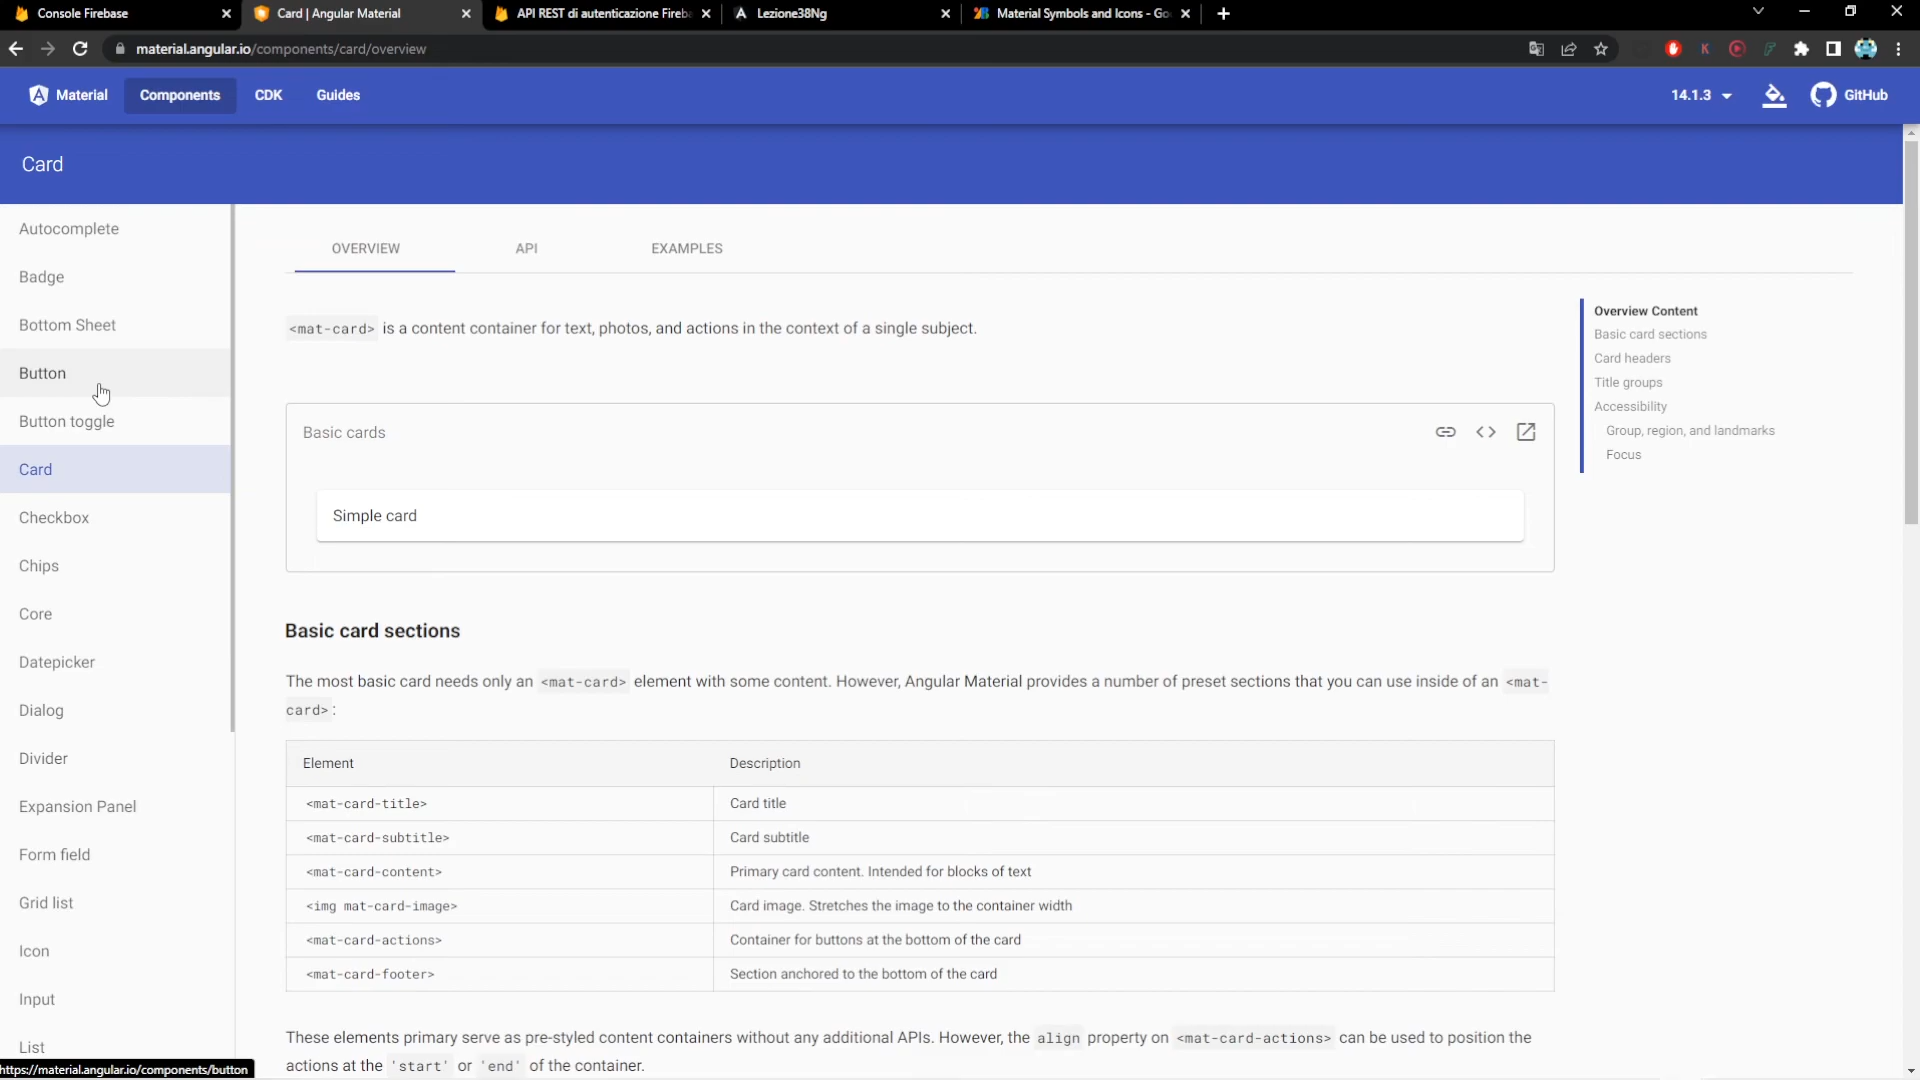 Console Firebase
Card | Angular Material
API REST di autenticazione Fireb
Lezione38Ng
Material Symbols and Icons - Go
material.angular.io/components/card/overview
Material
Components
CDK
Guides
14.1.3
GitHub
Card
Autocomplete
Badge
Bottom Sheet
Button
Button toggle
Card
Checkbox
Chips
Core
Datepicker
Dialog
Divider
Expansion Panel
Form field
Grid list
Icon
Input
List
https://material.angular.io/components/button
OVERVIEW
API
EXAMPLES
<mat-card> is a content container for text, photos, and actions in the context of a single subject.
Basic cards
Simple card
Basic card sections
The most basic card needs only an <mat-card> element with some content. However, Angular Material provides a number of preset sections that you can use inside of an <mat-
card>:
Element Description
<mat-card-title> Card title
<mat-card-subtitle> Card subtitle
<mat-card-content> Primary card content. Intended for blocks of text
<img mat-card-image> Card image. Stretches the image to the container width
<mat-card-actions> Container for buttons at the bottom of the card
<mat-card-footer> Section anchored to the bottom of the card
These elements primary serve as pre-styled content containers without any additional APIs. However, the align property on <mat-card-actions> can be used to position the
actions at the 'start' or 'end' of the container.
Overview Content
Basic card sections
Card headers
Title groups
Accessibility
Group, region, and landmarks
Focus